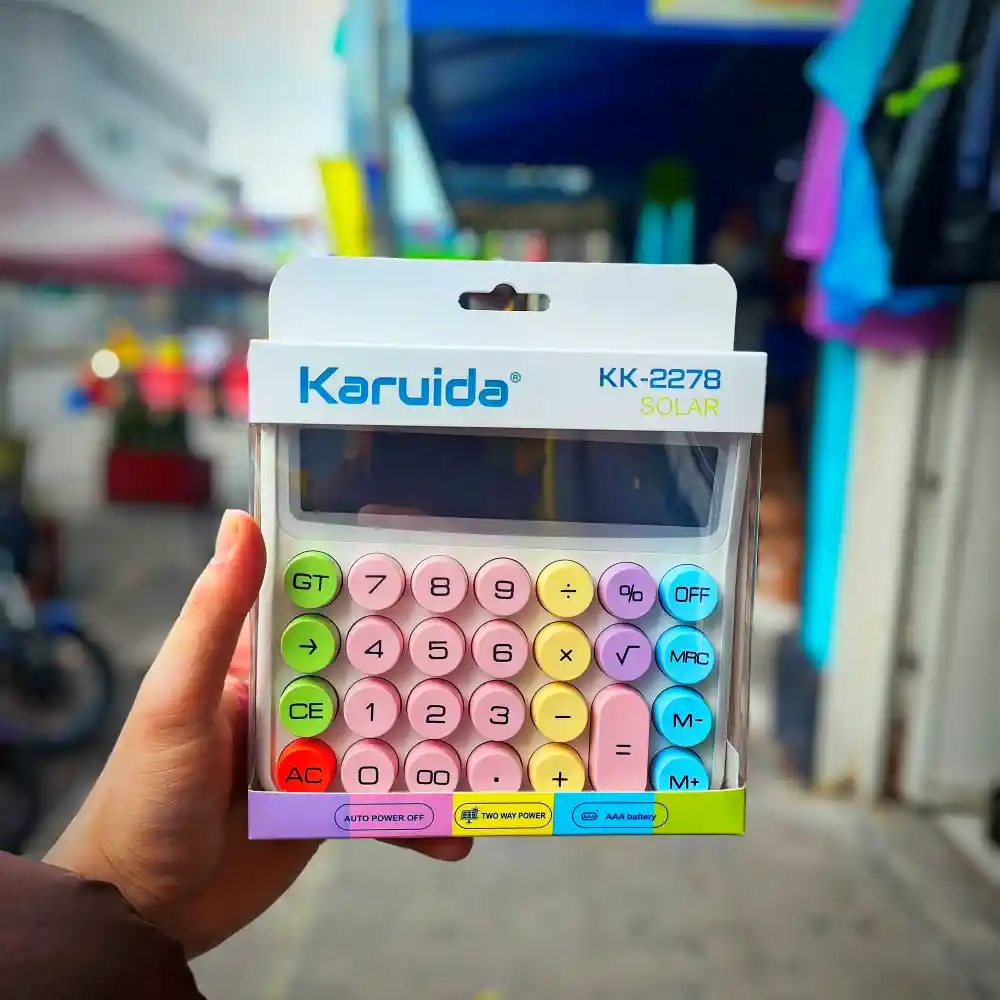 Karuida®
KK-2278
SOLAR
GT 7 8 9 ÷ % OFF
→ 4 5 6 × √ MRC
CE 1 2 3 − = M-
AC 0 00 . + M+
AUTO POWER OFF
TWO WAY POWER
AAA AAA battery